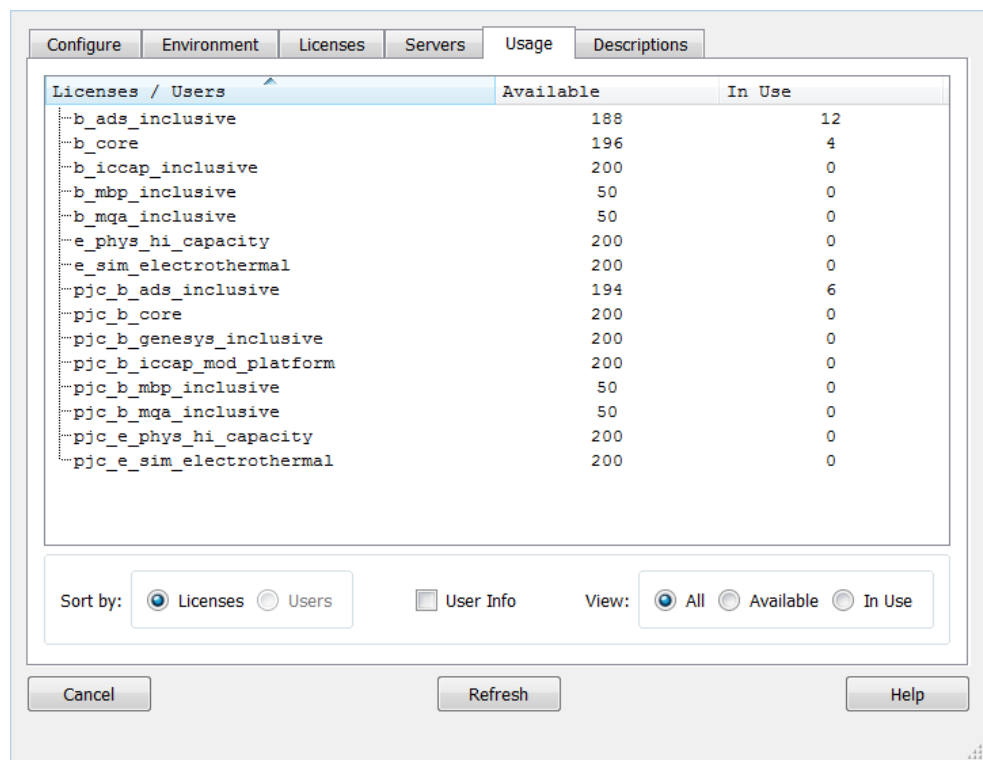 Configure Environment Licenses Servers Usage Descriptions
Licenses / Users Available In Use
b_ads_inclusive 188 12
b_core 196 4
b_iccap_inclusive 200 0
b_mbp_inclusive 50 0
b_mqa_inclusive 50 0
e_phys_hi_capacity 200 0
e_sim_electrothermal 200 0
pjc_b_ads_inclusive 194 6
pjc_b_core 200 0
pjc_b_genesys_inclusive 200 0
pjc_b_iccap_mod_platform 200 0
pjc_b_mbp_inclusive 50 0
pjc_b_mqa_inclusive 50 0
pjc_e_phys_hi_capacity 200 0
pjc_e_sim_electrothermal 200 0
Sort by: Licenses Users User Info View: All Available In Use
Cancel Refresh Help